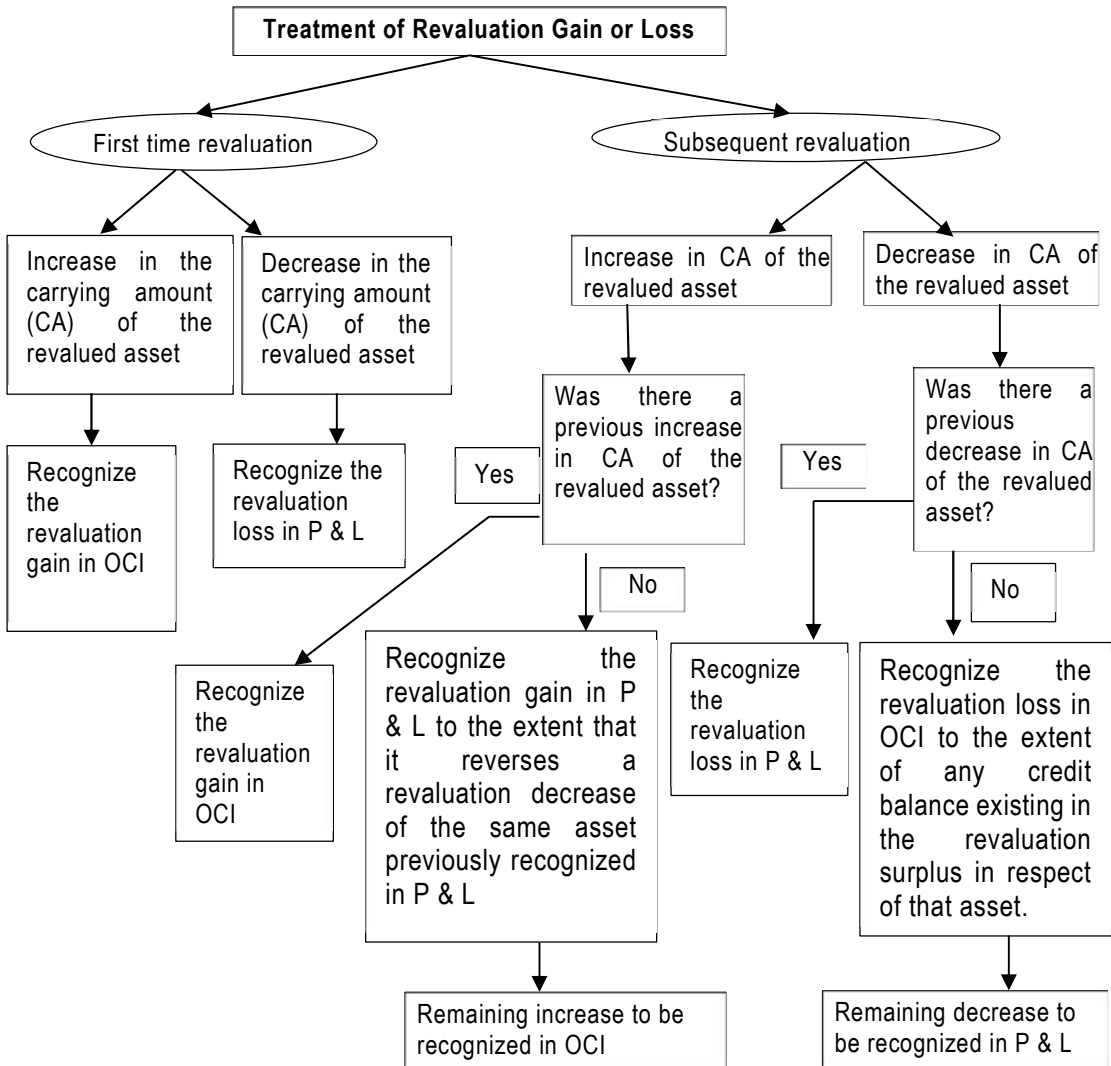 Treatment of Revaluation Gain or Loss
First time revaluation
Subsequent revaluation
Increase in the
carrying amount
(CA) of the
revalued asset
Decrease in the
carrying amount
(CA) of the
revalued asset
Increase in CA of the
revalued asset
Decrease in CA of
the revalued asset
Recognize
the
revaluation
gain in OCI
Recognize the
revaluation
loss in P & L
Yes
Was there a
previous increase
in CA of the
revalued asset?
Yes
Was there a
previous
decrease in CA
of the revalued
asset?
No
No
Recognize
the
revaluation
gain in
OCI
Recognize the
revaluation gain in P
& L to the extent that
it reverses a
revaluation decrease
of the same asset
previously recognized
in P & L
Recognize
the
revaluation
loss in P & L
Recognize the
revaluation loss in
OCI to the extent
of any credit
balance existing in
the revaluation
surplus in respect
of that asset.
Remaining increase to be
recognized in OCI
Remaining decrease to
be recognized in P & L